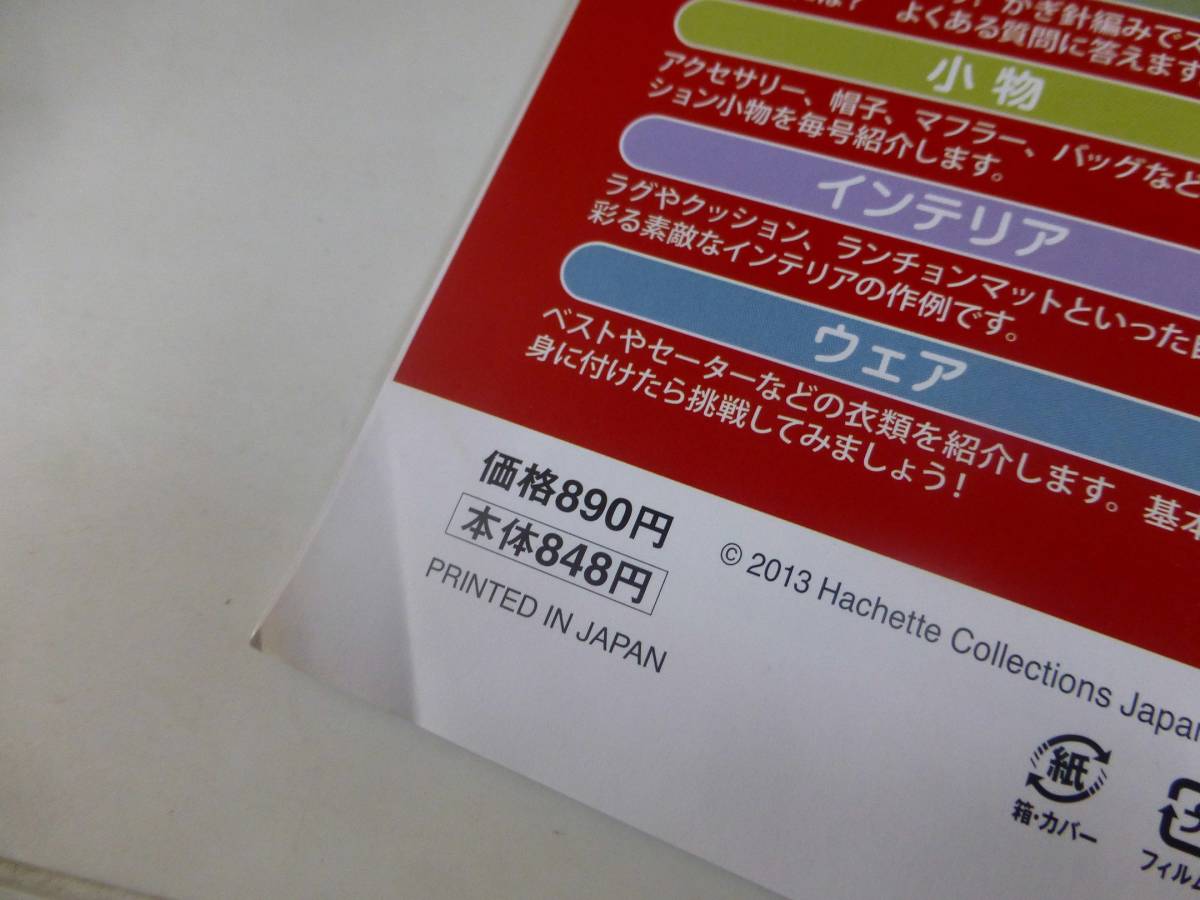 かぎ針編みで
は？ よくある質問に答えます
小物
アクセサリー、帽子、マフラー、バッグなど
ション小物を毎号紹介します。
インテリア
ラグやクッション、ランチョンマットといった
彩る素敵なインテリアの作例です。
ウェア
ベストやセーターなどの衣類を紹介します。基本
身に付けたら挑戦してみましょう！
価格890円
本体848円
PRINTED IN JAPAN
© 2013 Hachette Collections Japan
紙
箱・カバー
フィルム